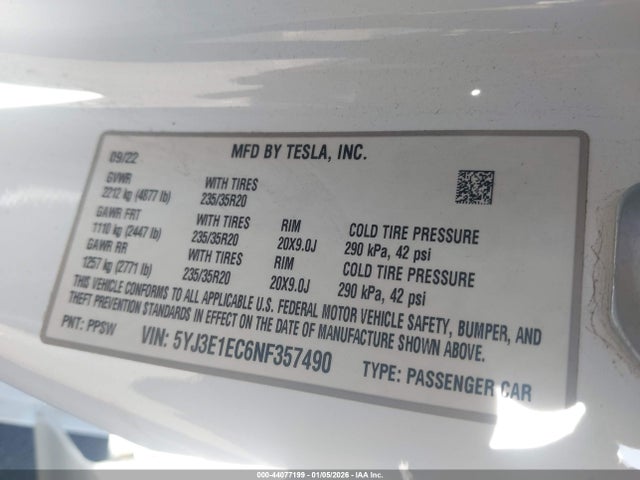 09/22 MFD BY TESLA, INC.
GVWR WITH TIRES
2212 kg (4877 lb) 235/35R20
GAWR FRT WITH TIRES RIM COLD TIRE PRESSURE
1110 kg (2447 lb) 235/35R20 20X9.0J 290 kPa, 42 psi
GAWR RR WITH TIRES RIM COLD TIRE PRESSURE
1257 kg (2771 lb) 235/35R20 20X9.0J 290 kPa, 42 psi
THIS VEHICLE CONFORMS TO ALL APPLICABLE U.S. FEDERAL MOTOR VEHICLE SAFETY, BUMPER, AND
THEFT PREVENTION STANDARDS IN EFFECT ON THE DATE OF MANUFACTURE SHOWN ABOVE.
PNT: PPSW VIN: 5YJ3E1EC6NF357490 TYPE: PASSENGER CAR
000-44077199 - 01/05/2026 - IAA Inc.